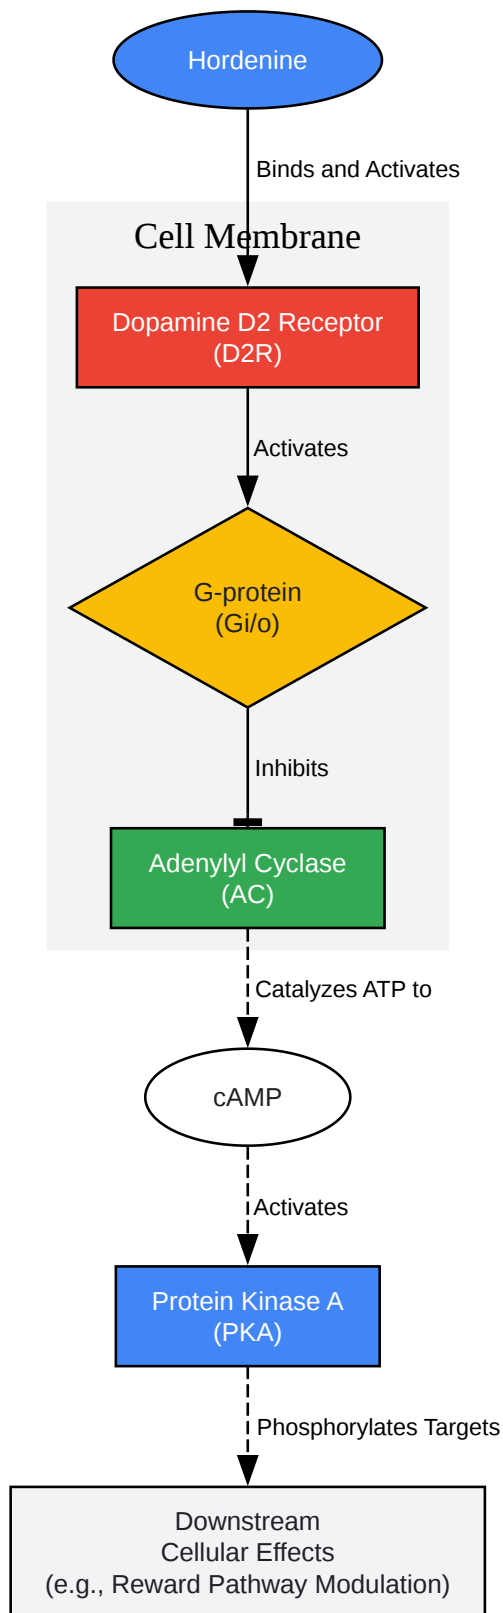 Hordenine
Binds and Activates
Cell Membrane
Dopamine D2 Receptor
(D2R)
Activates
G-protein
(Gi/o)
Inhibits
Adenylyl Cyclase
(AC)
Catalyzes ATP to
cAMP
Activates
Protein Kinase A
(PKA)
Phosphorylates Targets
Downstream
Cellular Effects
(e.g., Reward Pathway Modulation)